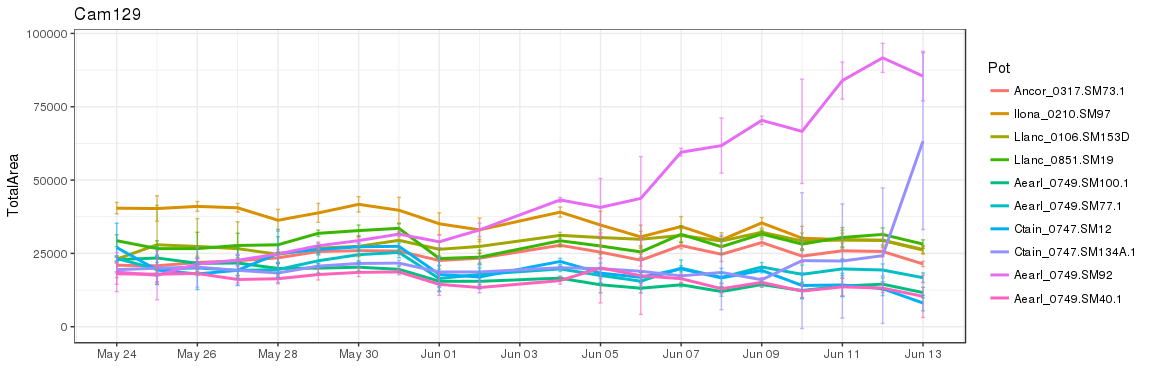 Cam129
TotalArea
100000
75000
50000
25000
0
May 24 May 26 May 28 May 30 Jun 01 Jun 03 Jun 05 Jun 07 Jun 09 Jun 11 Jun 13
Pot
Ancor_0317.SM73.1
Ilona_0210.SM97
Llanc_0106.SM153D
Llanc_0851.SM19
Aearl_0749.SM100.1
Aearl_0749.SM77.1
Ctain_0747.SM12
Ctain_0747.SM134A.1
Aearl_0749.SM92
Aearl_0749.SM40.1